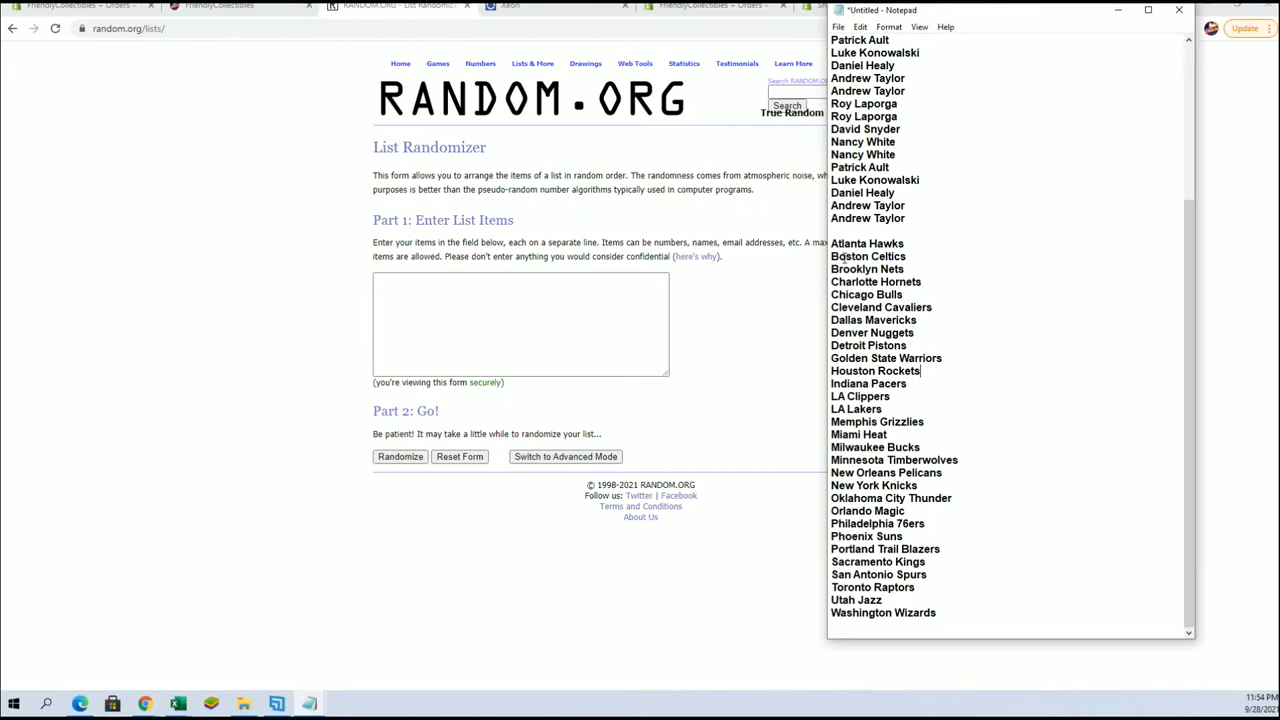 FriendlyCollectibles – Orders –
FriendlyCollectibles
RANDOM.ORG - List Randomizer
Xeon
FriendlyCollectibles – Orders –
*Untitled - Notepad
random.org/lists/
Update
File Edit Format View Help
Home Games Numbers Lists & More Drawings Web Tools Statistics Testimonials Learn More
Search
RANDOM.ORG
Search
True Random
List Randomizer
This form allows you to arrange the items of a list in random order. The randomness comes from atmospheric noise,
purposes is better than the pseudo-random number algorithms typically used in computer programs.
Part 1: Enter List Items
Enter your items in the field below, each on a separate line. Items can be numbers, names, email addresses, etc. A
items are allowed. Please don't enter anything you would consider confidential (here's why).
(you're viewing this form securely)
Part 2: Go!
Be patient! It may take a little while to randomize your list...
Randomize Reset Form Switch to Advanced Mode
© 1998-2021 RANDOM.ORG
Follow us: Twitter | Facebook
Terms and Conditions
About Us
Patrick Ault
Luke Konowalski
Daniel Healy
Andrew Taylor
Andrew Taylor
Roy Laporga
Roy Laporga
David Snyder
Nancy White
Nancy White
Patrick Ault
Luke Konowalski
Daniel Healy
Andrew Taylor
Andrew Taylor
Atlanta Hawks
Boston Celtics
Brooklyn Nets
Charlotte Hornets
Chicago Bulls
Cleveland Cavaliers
Dallas Mavericks
Denver Nuggets
Detroit Pistons
Golden State Warriors
Houston Rockets
Indiana Pacers
LA Clippers
LA Lakers
Memphis Grizzlies
Miami Heat
Milwaukee Bucks
Minnesota Timberwolves
New Orleans Pelicans
New York Knicks
Oklahoma City Thunder
Orlando Magic
Philadelphia 76ers
Phoenix Suns
Portland Trail Blazers
Sacramento Kings
San Antonio Spurs
Toronto Raptors
Utah Jazz
Washington Wizards
11:54 PM
9/28/2021